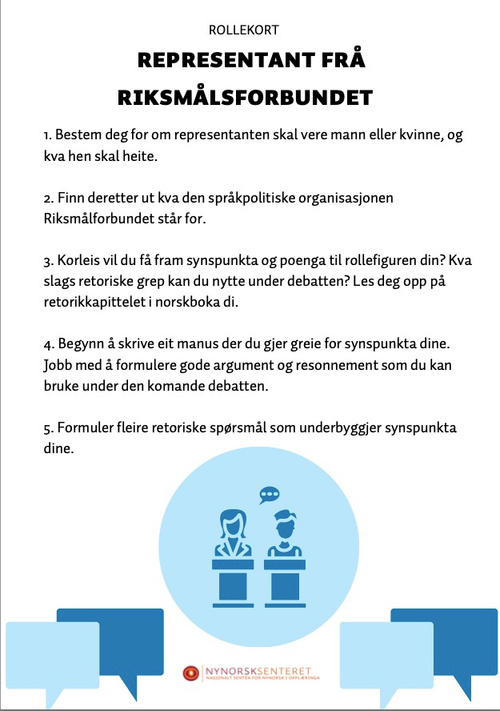 ROLLEKORT
REPRESENTANT FRÅ
RIKSMÅLSFORBUNDET
1. Bestem deg for om representanten skal vere mann eller kvinne, og
kva hen skal heite.
2. Finn deretter ut kva den språkpolitiske organisasjonen
Riksmålforbundet står for.
3. Korleis vil du få fram synspunkta og poenga til rollefiguren din? Kva
slags retoriske grep kan du nytte under debatten? Les deg opp på
retorikkapittelet i norskboka di.
4. Begynn å skrive eit manus der du gjer greie for synspunkta dine.
Jobb med å formulere gode argument og resonnement som du kan
bruke under den komande debatten.
5. Formuler fleire retoriske spørsmål som underbyggjer synspunkta
dine.
NYNORSKSENTERET
NASJONALT SENTER FOR NYNORSK I OPPLÆRINGA